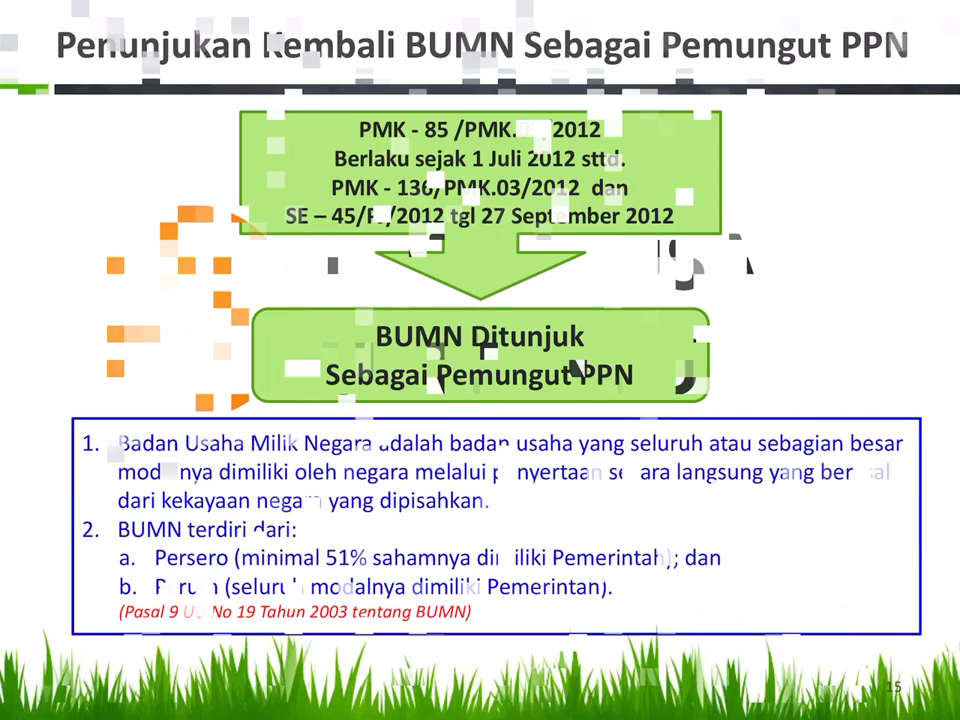 Penunjukan Kembali BUMN Sebagai Pemungut PPN
PMK - 85 /PMK.03/2012
Berlaku sejak 1 Juli 2012 sttd.
PMK - 136/PMK.03/2012 dan
SE – 45/PJ/2012 tgl 27 September 2012
BUMN Ditunjuk
Sebagai Pemungut PPN
1. Badan Usaha Milik Negara adalah badan usaha yang seluruh atau sebagian besar
modalnya dimiliki oleh negara melalui penyertaan secara langsung yang berasal
dari kekayaan negara yang dipisahkan.
2. BUMN terdiri dari:
a. Persero (minimal 51% sahamnya dimiliki Pemerintah); dan
b. Perum (seluruh modalnya dimiliki Pemerintan).
(Pasal 9 UU No 19 Tahun 2003 tentang BUMN)
15